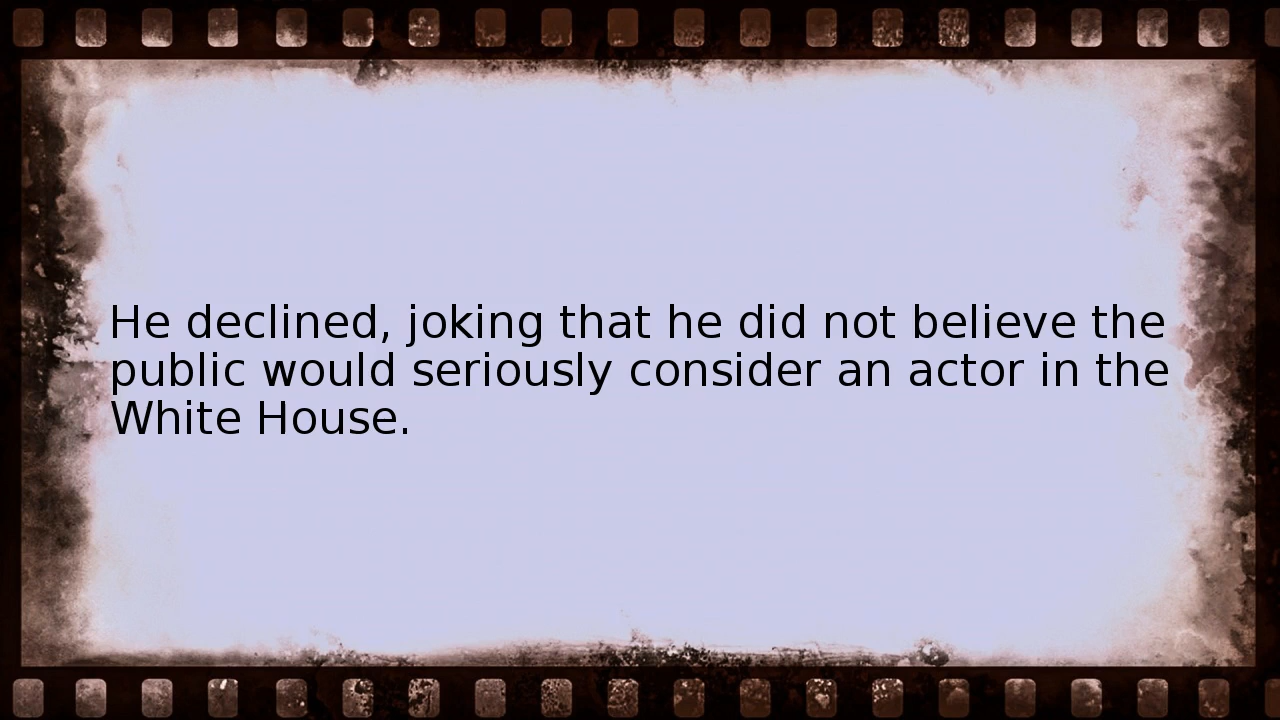 He declined, joking that he did not believe the
public would seriously consider an actor in the
White House.